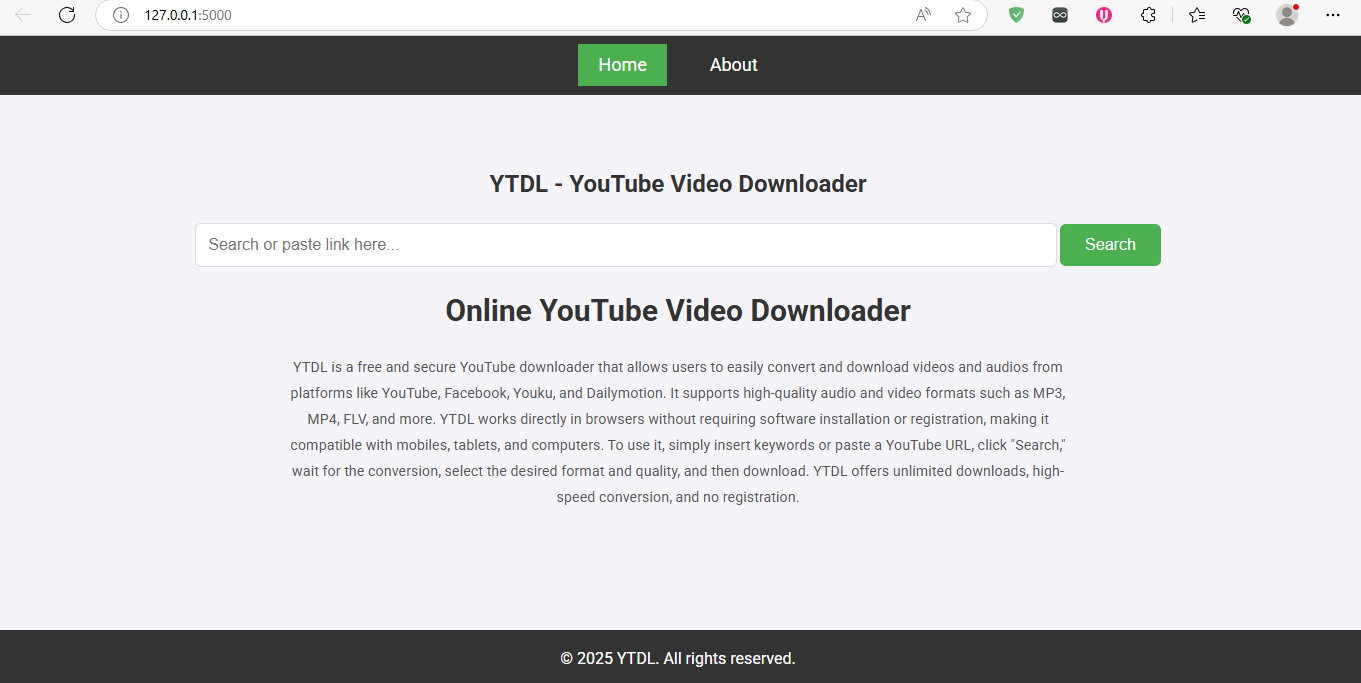 127.0.0.1:5000
Home About
YTDL - YouTube Video Downloader
Search or paste link here...
Search
Online YouTube Video Downloader
YTDL is a free and secure YouTube downloader that allows users to easily convert and download videos and audios from
platforms like YouTube, Facebook, Youku, and Dailymotion. It supports high-quality audio and video formats such as MP3,
MP4, FLV, and more. YTDL works directly in browsers without requiring software installation or registration, making it
compatible with mobiles, tablets, and computers. To use it, simply insert keywords or paste a YouTube URL, click "Search,"
wait for the conversion, select the desired format and quality, and then download. YTDL offers unlimited downloads, high-
speed conversion, and no registration.
© 2025 YTDL. All rights reserved.